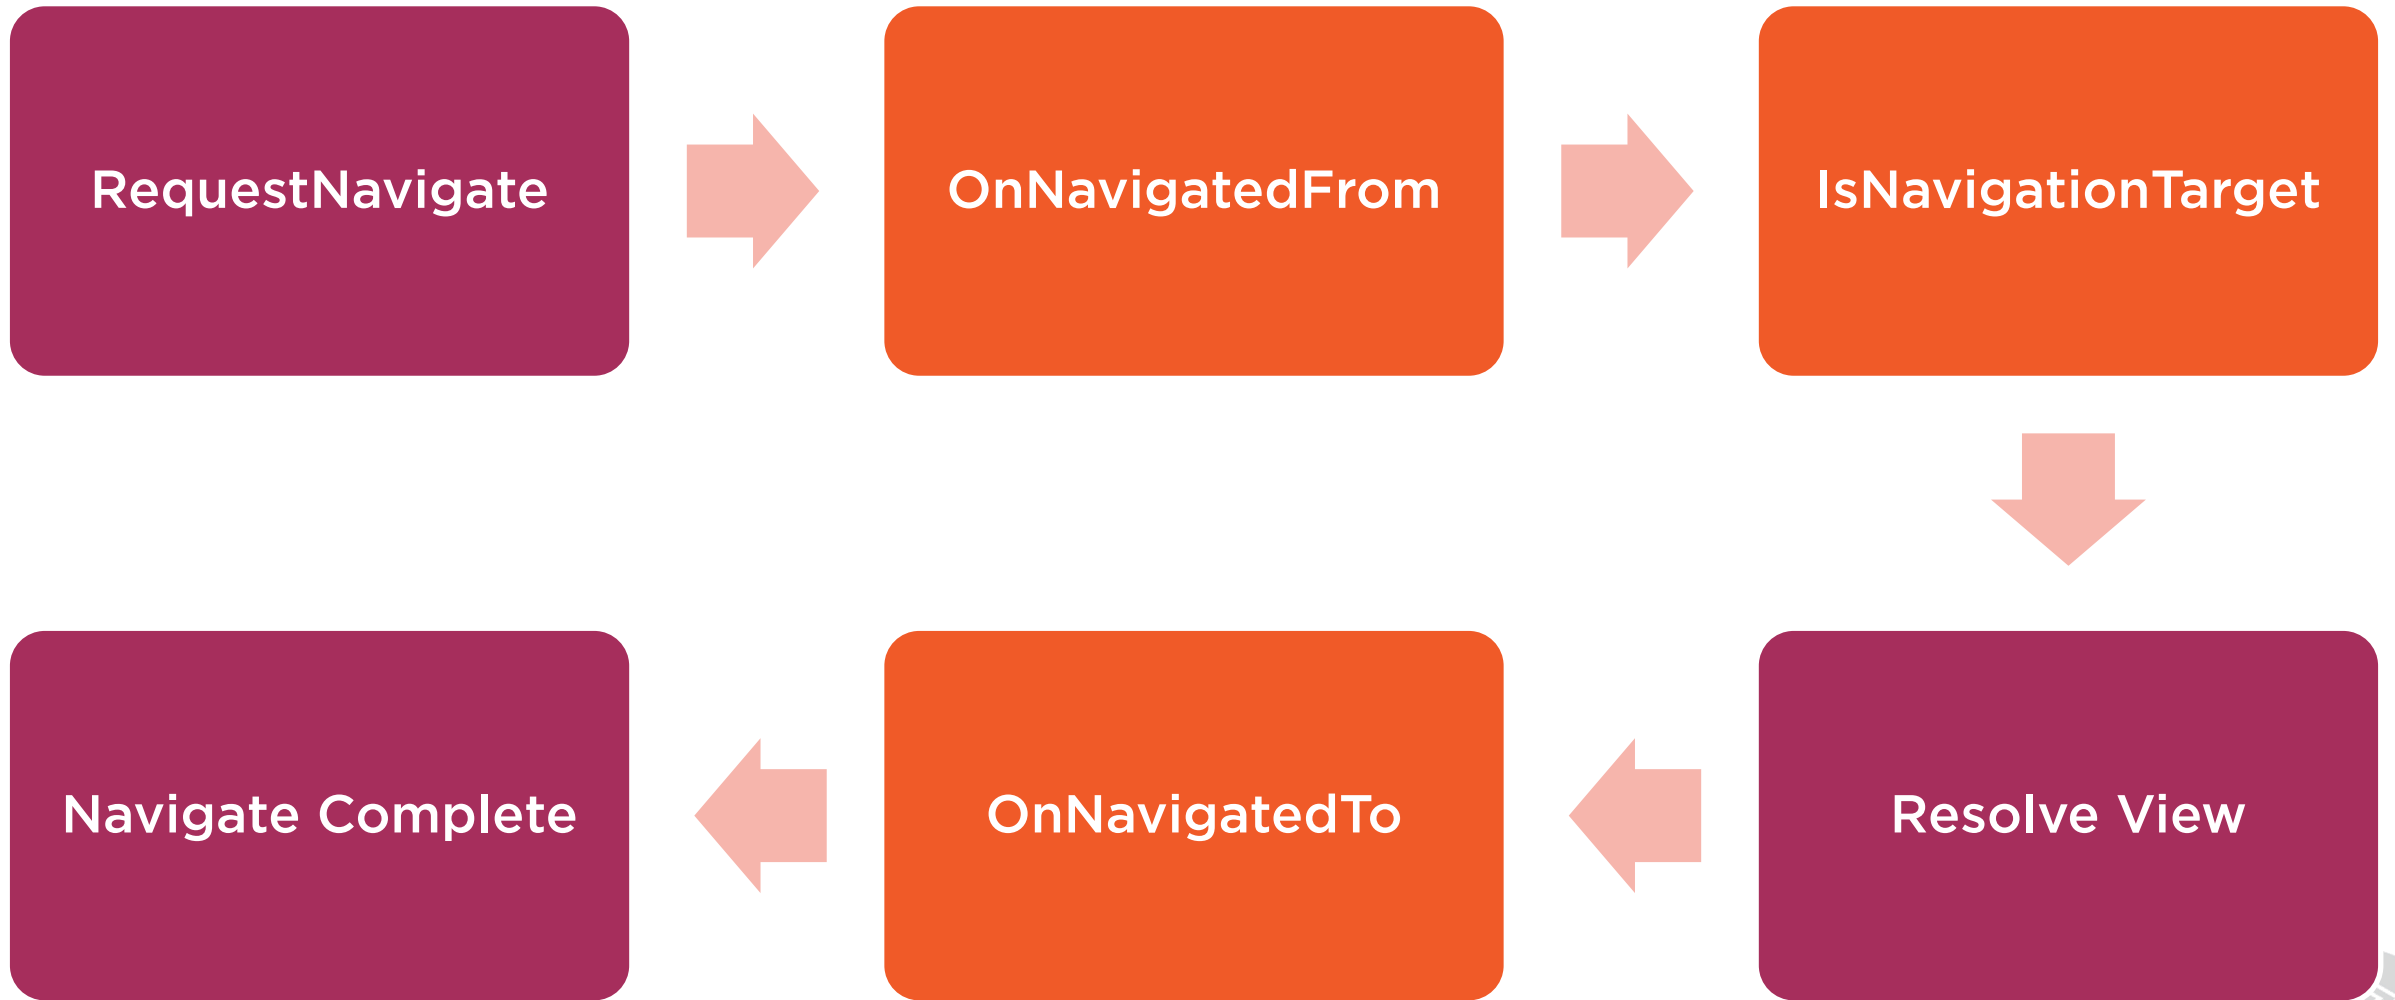 RequestNavigate
OnNavigatedFrom
IsNavigationTarget
Navigate Complete
OnNavigatedTo
Resolve View